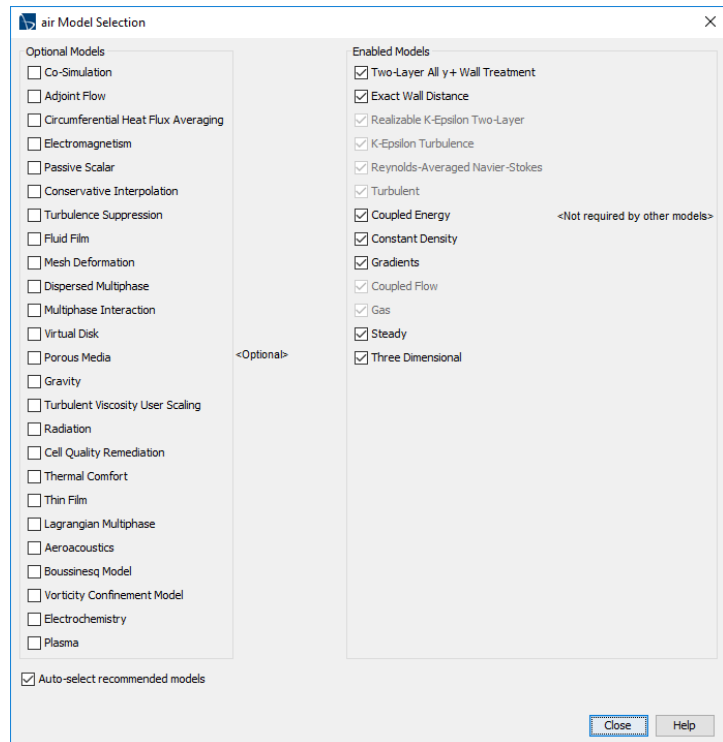 air Model Selection
Optional Models
Co-Simulation
Adjoint Flow
Circumferential Heat Flux Averaging
Electromagnetism
Passive Scalar
Conservative Interpolation
Turbulence Suppression
Fluid Film
Mesh Deformation
Dispersed Multiphase
Multiphase Interaction
Virtual Disk
Porous Media
Gravity
Turbulent Viscosity User Scaling
Radiation
Cell Quality Remediation
Thermal Comfort
Thin Film
Lagrangian Multiphase
Aeroacoustics
Boussinesq Model
Vorticity Confinement Model
Electrochemistry
Plasma
<Optional>
Enabled Models
Two-Layer All y+ Wall Treatment
Exact Wall Distance
Realizable K-Epsilon Two-Layer
K-Epsilon Turbulence
Reynolds-Averaged Navier-Stokes
Turbulent
Coupled Energy
<Not required by other models>
Constant Density
Gradients
Coupled Flow
Gas
Steady
Three Dimensional
Auto-select recommended models
Close
Help